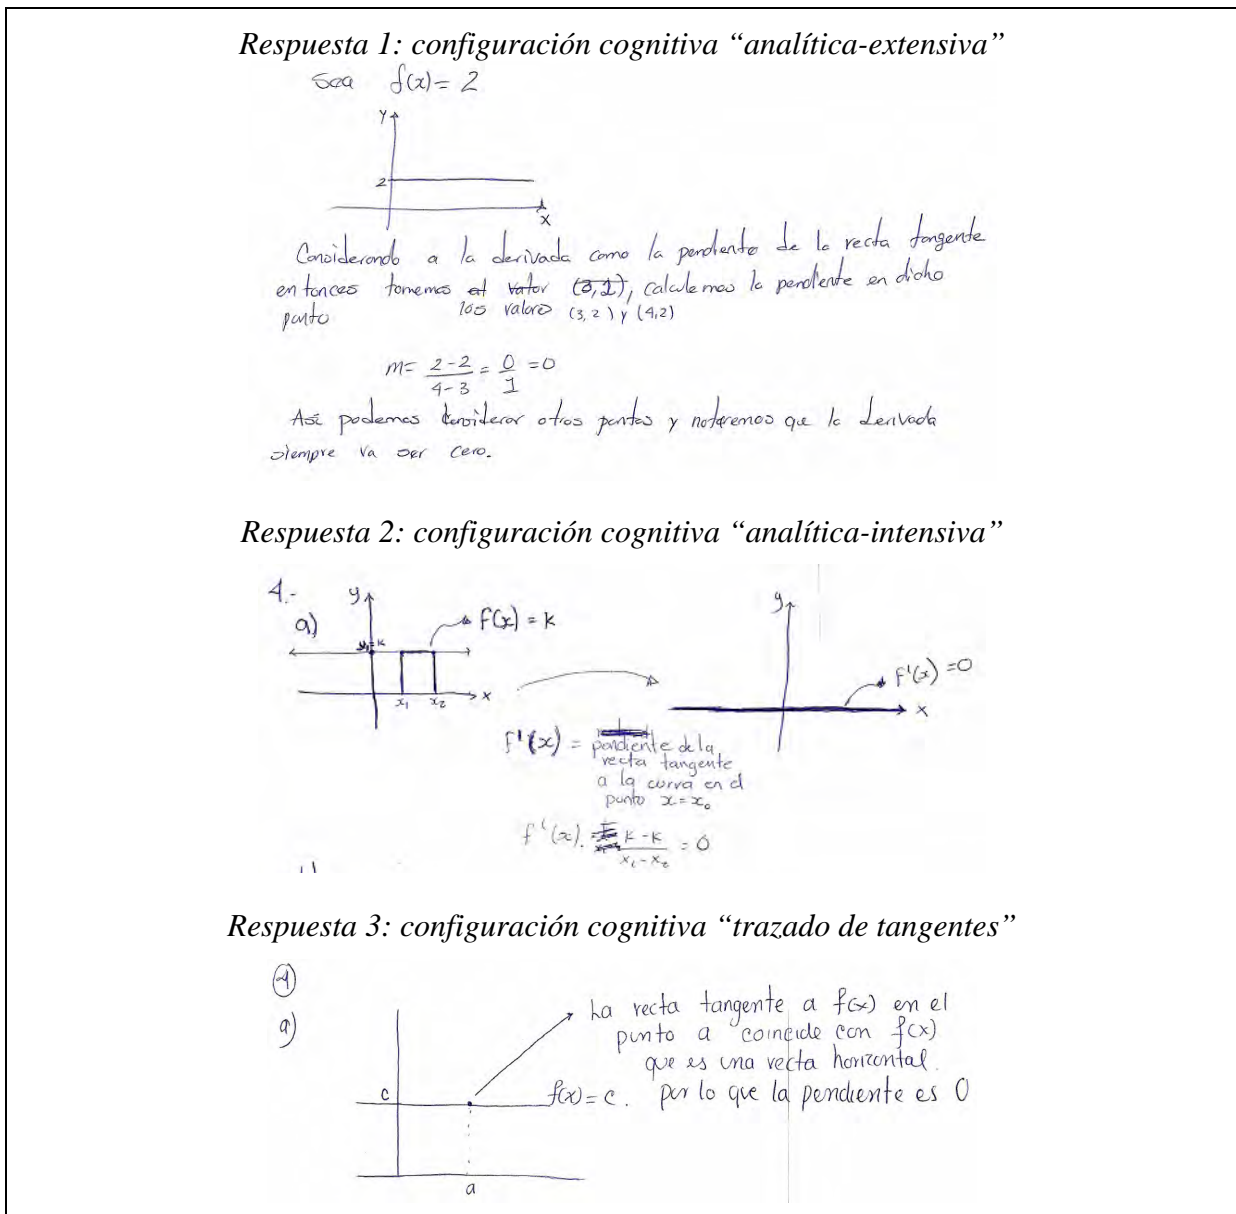 Respuesta 1: configuración cognitiva “analítica-extensiva”
Sea f(x) = 2
y
2
x
Considerando a la derivada como la pendiente de la recta tangente
entonces tomemos el valor (3,2), calculemos la pendiente en dicho
punto los valors (3,2) y (4,2)
m = \frac{2-2}{4-3} = \frac{0}{1} = 0
Así podemos considerar otros puntos y notaremos que la derivada
siempre va ser cero.
Respuesta 2: configuración cognitiva “analítica-intensiva”
4.-
a)
y
f(x) = k
x₁ x₂ x
y
f'(x) = 0
x
f'(x) = pendiente de la
recta tangente
a la curva en el
punto x = x₀
f'(x). \frac{k-k}{x₁-x₂} = 0
Respuesta 3: configuración cognitiva “trazado de tangentes”
4
a)
La recta tangente a f(x) en el
punto a coincide con f(x)
que es una recta horizontal.
c f(x) = c. por lo que la pendiente es 0
a